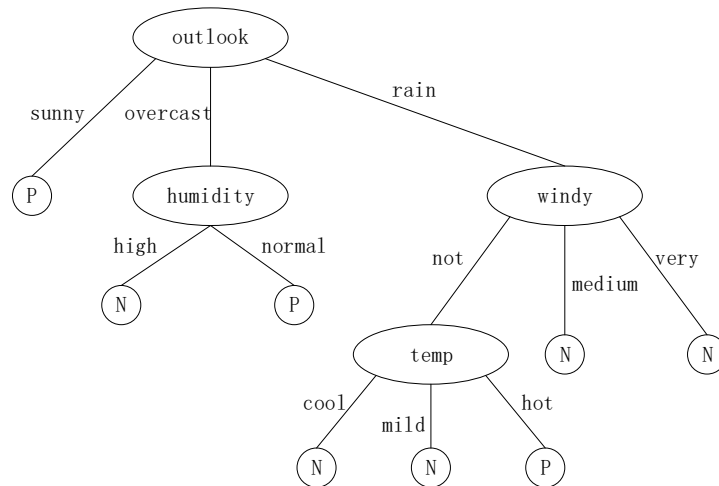 outlook
sunny
overcast
rain
P
humidity
windy
high
normal
not
medium
very
N
P
temp
N
N
cool
mild
hot
N
N
P